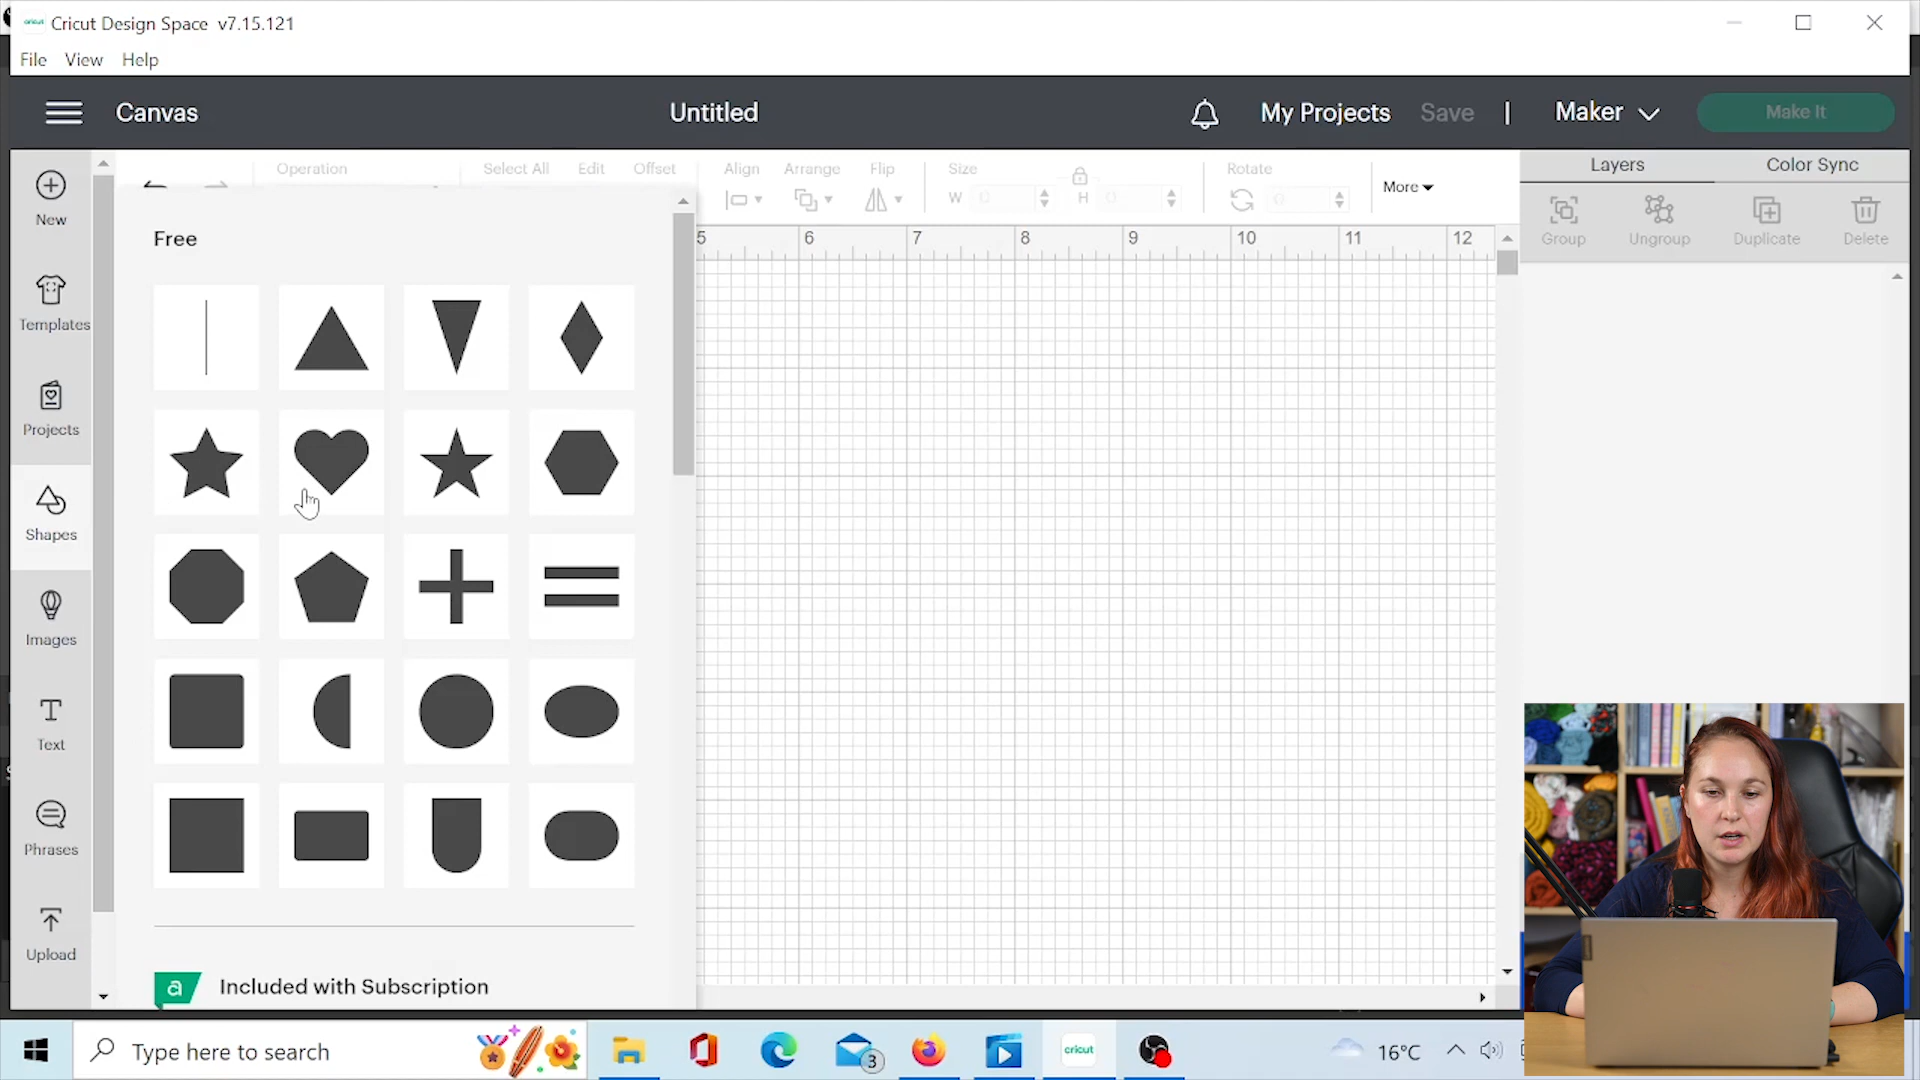 cricut Cricut Design Space v7.15.121
File View Help
Canvas Untitled My Projects Save | Maker Make It
New
Templates
Projects
Shapes
Images
Text
Phrases
Upload
Operation Select All Edit Offset Align Arrange Flip Size Rotate
W H More
5 6 7 8 9 10 11 12
Free
a Included with Subscription
Layers Color Sync
Group Ungroup Duplicate Delete
Type here to search 3 cricut 16°C